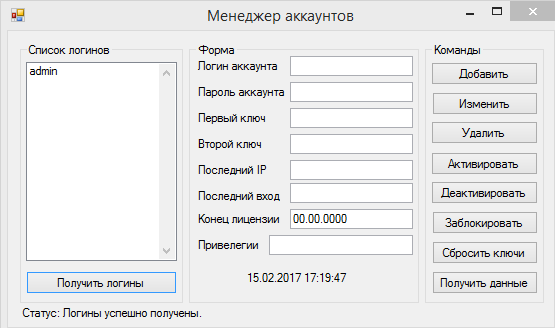 Менеджер аккаунтов
Список логинов
admin
Получить логины
Форма
Логин аккаунта
Пароль аккаунта
Первый ключ
Второй ключ
Последний IP
Последний вход
Конец лицензии 00.00.0000
Привелегии
15.02.2017 17:19:47
Команды
Добавить
Изменить
Удалить
Активировать
Деактивировать
Заблокировать
Сбросить ключи
Получить данные
Статус: Логины успешно получены.